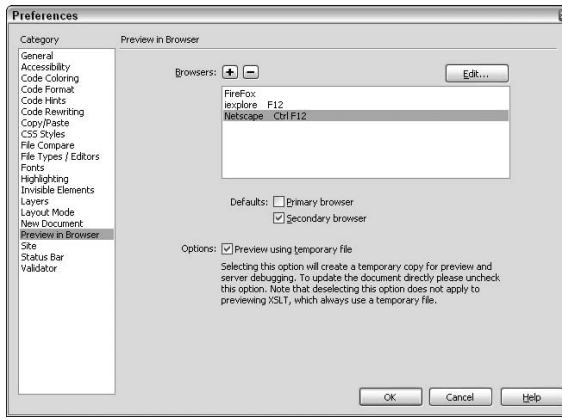 Preferences
Category
Preview in Browser
General
Accessibility
Code Coloring
Code Format
Code Hints
Code Rewriting
Copy/Paste
CSS Styles
File Compare
File Types / Editors
Fonts
Highlighting
Invisible Elements
Layers
Layout Mode
New Document
Preview in Browser
Site
Status Bar
Validator
Browsers: + − Edit...
FireFox
iexplore F12
Netscape Ctrl F12
Defaults: Primary browser
Secondary browser
Options: Preview using temporary file
Selecting this option will create a temporary copy for preview and
server debugging. To update the document directly please uncheck
this option. Note that deselecting this option does not apply to
previewing XSLT, which always use a temporary file.
OK Cancel Help